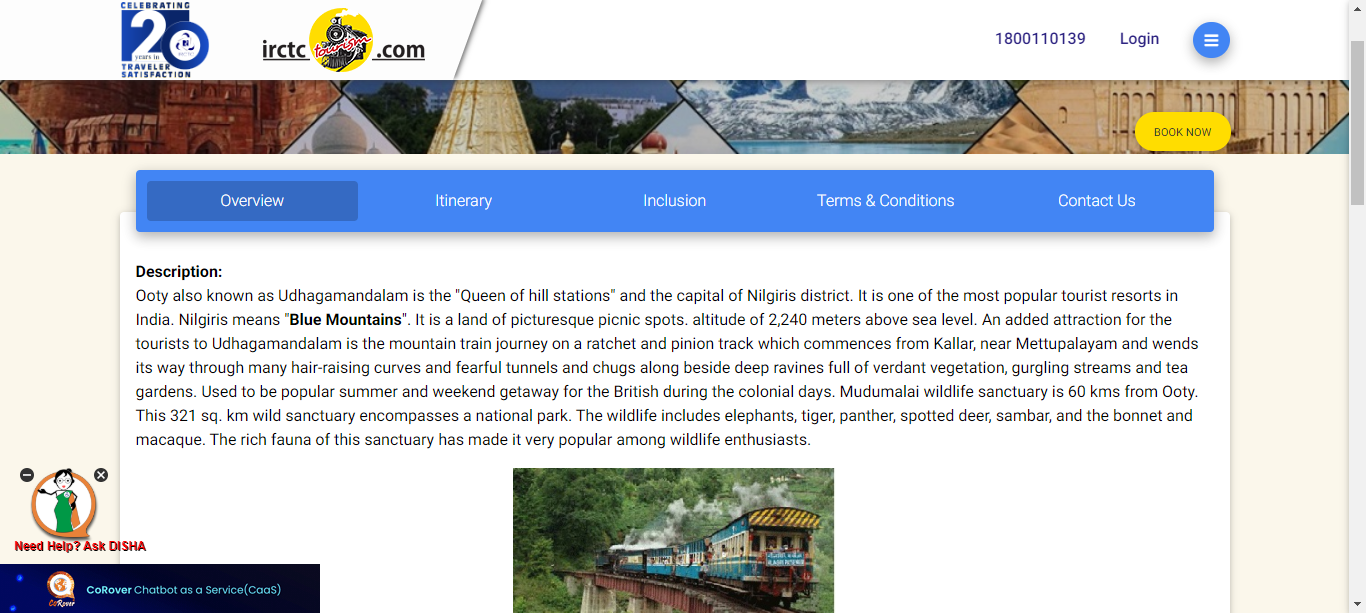 CELEBRATING
20
years in
TRAVELER
SATISFACTION
irctc tourism .com
1800110139
Login
BOOK NOW
Overview
Itinerary
Inclusion
Terms & Conditions
Contact Us
Description:
Ooty also known as Udhagamandalam is the "Queen of hill stations" and the capital of Nilgiris district. It is one of the most popular tourist resorts in
India. Nilgiris means "Blue Mountains". It is a land of picturesque picnic spots. altitude of 2,240 meters above sea level. An added attraction for the
tourists to Udhagamandalam is the mountain train journey on a ratchet and pinion track which commences from Kallar, near Mettupalayam and wends
its way through many hair-raising curves and fearful tunnels and chugs along beside deep ravines full of verdant vegetation, gurgling streams and tea
gardens. Used to be popular summer and weekend getaway for the British during the colonial days. Mudumalai wildlife sanctuary is 60 kms from Ooty.
This 321 sq. km wild sanctuary encompasses a national park. The wildlife includes elephants, tiger, panther, spotted deer, sambar, and the bonnet and
macaque. The rich fauna of this sanctuary has made it very popular among wildlife enthusiasts.
Need Help? Ask DISHA
CoRover
CoRover Chatbot as a Service(CaaS)